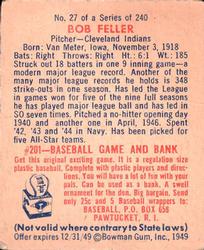 No. 27 of a Series of 240
BOB FELLER
Pitcher—Cleveland Indians
Born: Van Meter, Iowa, November 3, 1918
Bats: Right Throws: Right Ht.: 6:1 Wt.: 185
Struck out 18 batters in one 9 inning game—a
modern major league record. Another of the
many major league records he holds is 348
strike-outs in one season. Has led the League
in games won for five of the nine full seasons
he has played major league ball and has led in
SO seven times. Pitched a no-hitter opening day
1940 and another one in April, 1946. Spent
'42, '43 and '44 in Navy. Has been picked for
five All-Star teams.
#201—BASEBALL GAME AND BANK
Get this original exciting game. It is a regulation size
plastic baseball. Complete with plastic players and direc-
tions. You'll have a lot of fun with your
pals. Can be used as a bank. A swell
ornament for the den. Big bargain. Send
only 25c and 5 Baseball wrappers to:
BASEBALL, P.O. BOX 658
PAWTUCKET, R. I.
(Not valid where contrary to State laws)
Offer expires 12/31/49 ©Bowman Gum, Inc., 1949